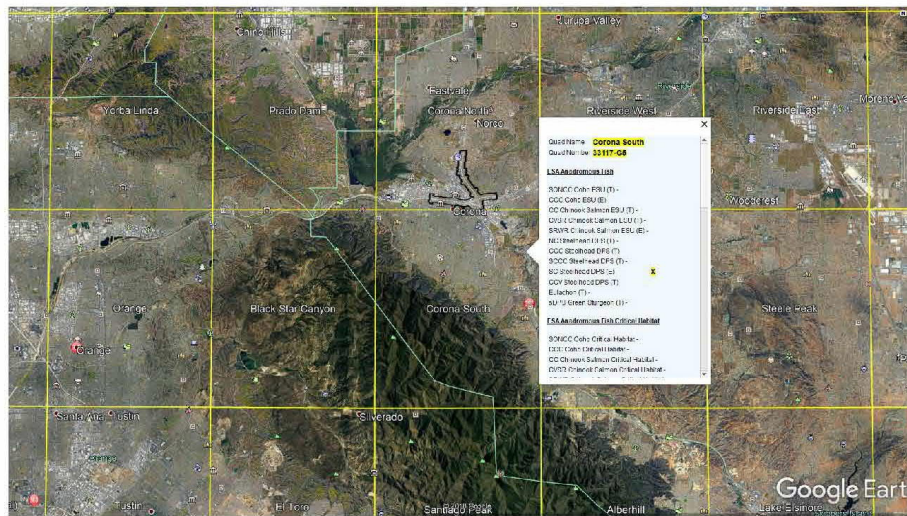 Jurupa Valley
Chino Hills
Eastvale
Yorba Linda
Prado Dam
Corona North
Riverside West
Riverside East
Moreno Va
Norco
Quad Name Corona South
Quad Number 33117-G5
ESA Anadromous Fish
SONCC Coho ESU (T) -
CCC Coho ESU (E) -
CC Chinook Salmon ESU (T) -
CVSR Chinook Salmon ESU (T) -
SRWR Chinook Salmon ESU (E) -
NC Steelhead DPS (T) -
CCC Steelhead DPS (T) -
SCCC Steelhead DPS (T) -
SC Steelhead DPS (E) - X
CCV Steelhead DPS (T) -
Eulachon (T) -
sDPS Green Sturgeon (T) -
ESA Anadromous Fish Critical Habitat
SONCC Coho Critical Habitat -
CCC Coho Critical Habitat -
CC Chinook Salmon Critical Habitat -
CVSR Chinook Salmon Critical Habitat -
Woodcrest
Corona
Orange
Black Star Canyon
Corona South
Steele Peak
Orange
Santa Ana
Tustin
Silverado
Tustin
El Toro
Santiago Peak
Alberhill
Lake Elsinore
Google Eart